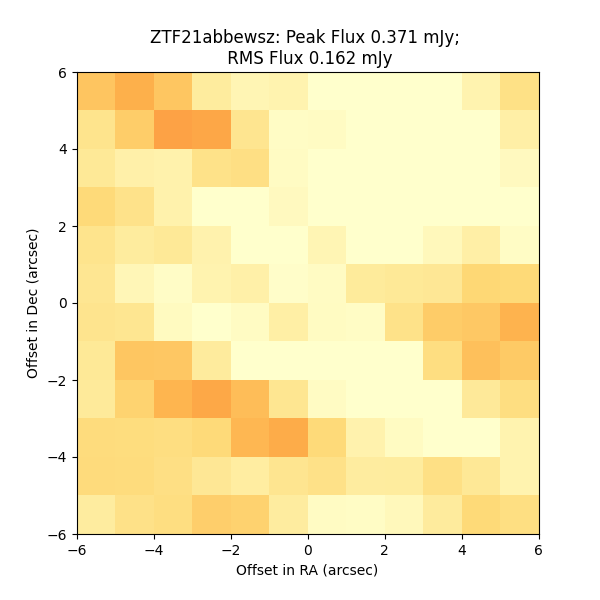 ZTF21abbewsz: Peak Flux 0.371 mJy;
RMS Flux 0.162 mJy
6
4
2
0
−2
−4
−6
Offset in Dec (arcsec)
−6 −4 −2 0 2 4 6
Offset in RA (arcsec)